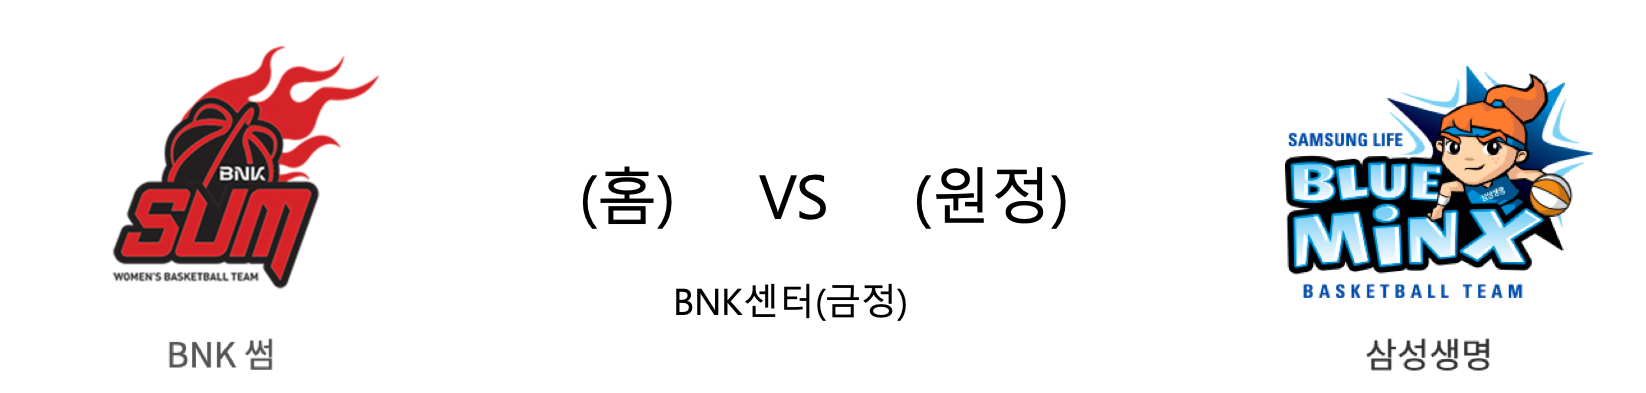 BNK
SUM
WOMEN'S BASKETBALL TEAM
BNK 썸
(홈) VS (원정)
BNK센터(금정)
SAMSUNG LIFE
BLUE
MINX
삼성생명
BASKETBALL TEAM
삼성생명